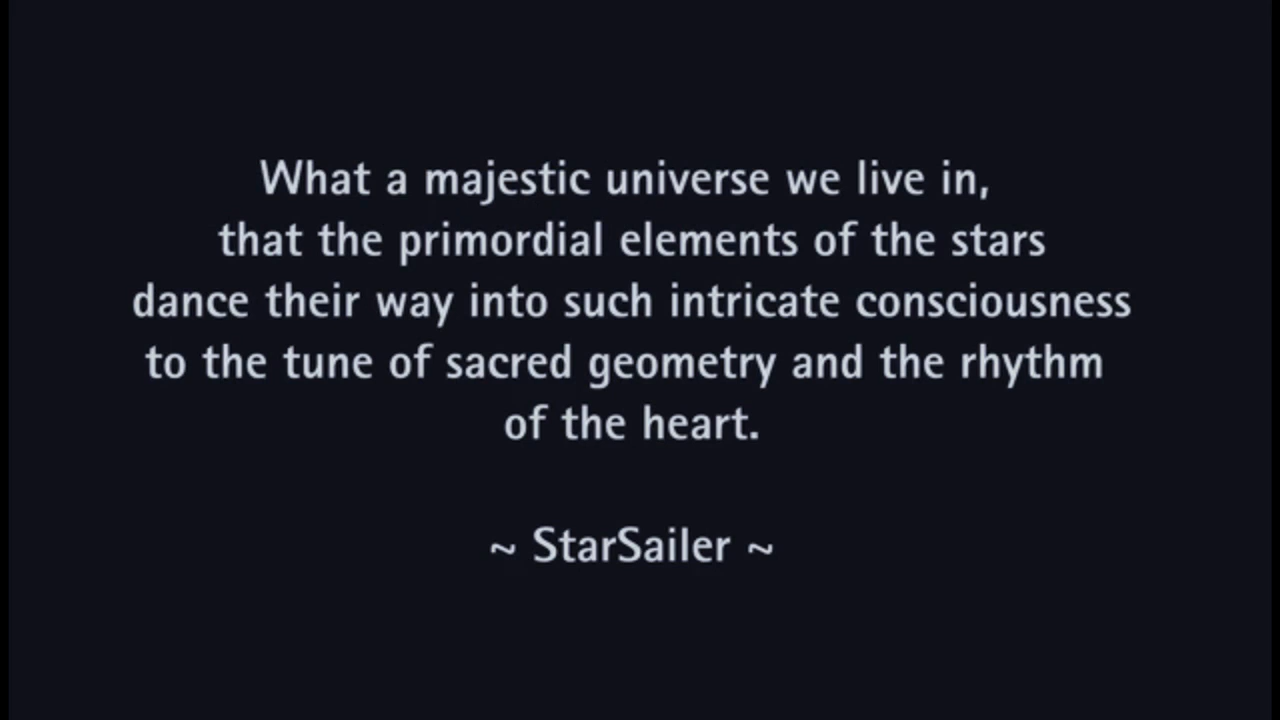 What a majestic universe we live in,
that the primordial elements of the stars
dance their way into such intricate consciousness
to the tune of sacred geometry and the rhythm
of the heart.
~ StarSailer ~